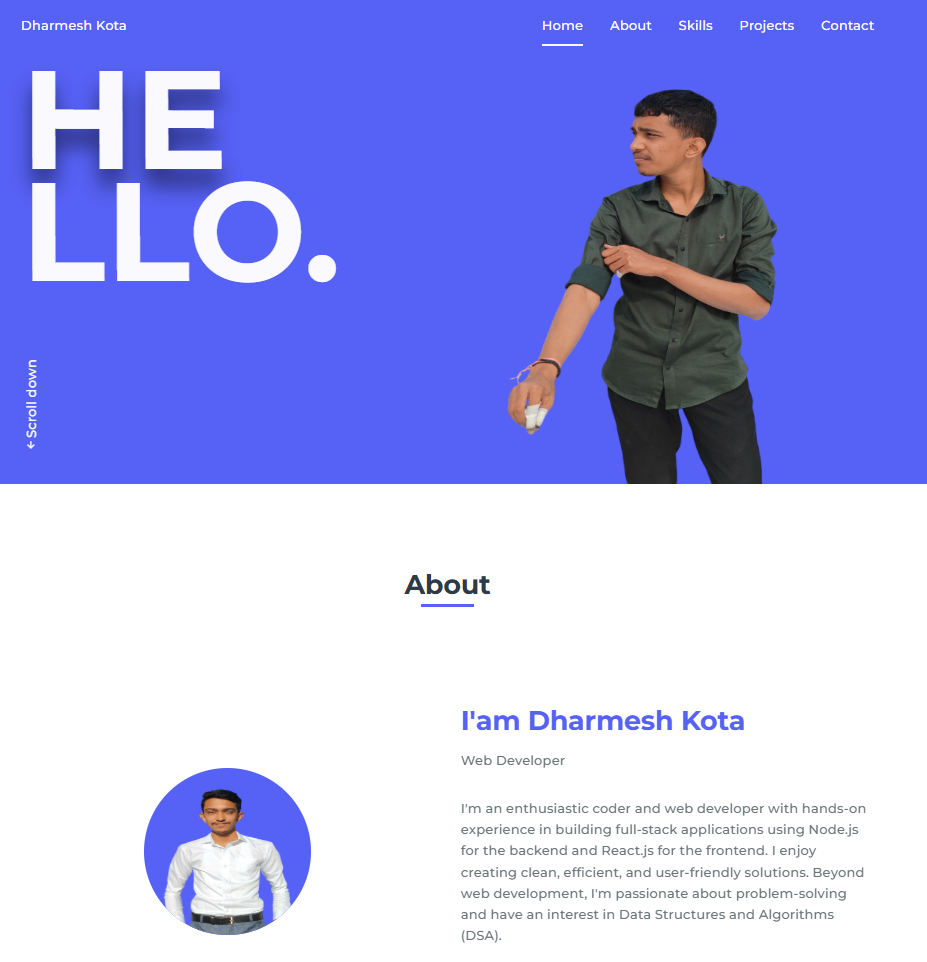 Dharmesh Kota
Home About Skills Projects Contact
HE
LLO.
← Scroll down
About
I'am Dharmesh Kota
Web Developer
I'm an enthusiastic coder and web developer with hands-on
experience in building full-stack applications using Node.js
for the backend and React.js for the frontend. I enjoy
creating clean, efficient, and user-friendly solutions. Beyond
web development, I'm passionate about problem-solving
and have an interest in Data Structures and Algorithms
(DSA).